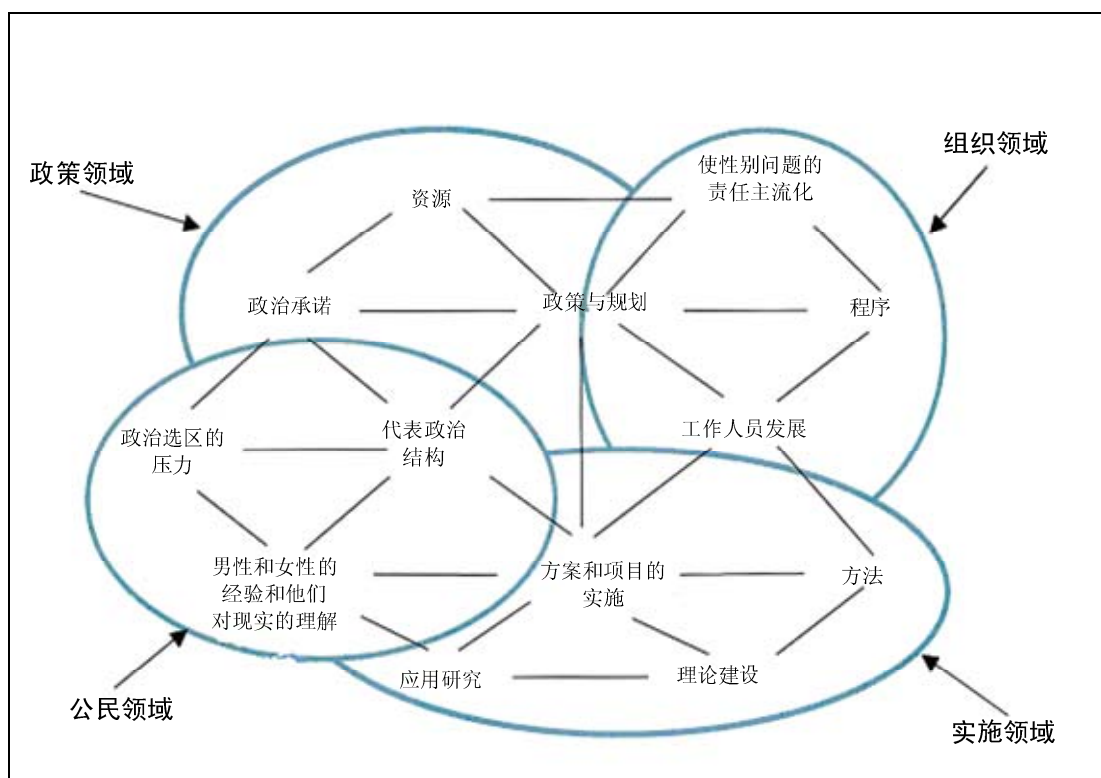 组织领域
使性别问题的
责任主流化
政策领域
资源
政治承诺
政策与规划
程序
政治选区的
压力
代表政治
结构
工作人员发展
男性和女性的
经验和他们
对现实的理解
方案和项目的
实施
方法
应用研究
理论建设
公民领域
实施领域